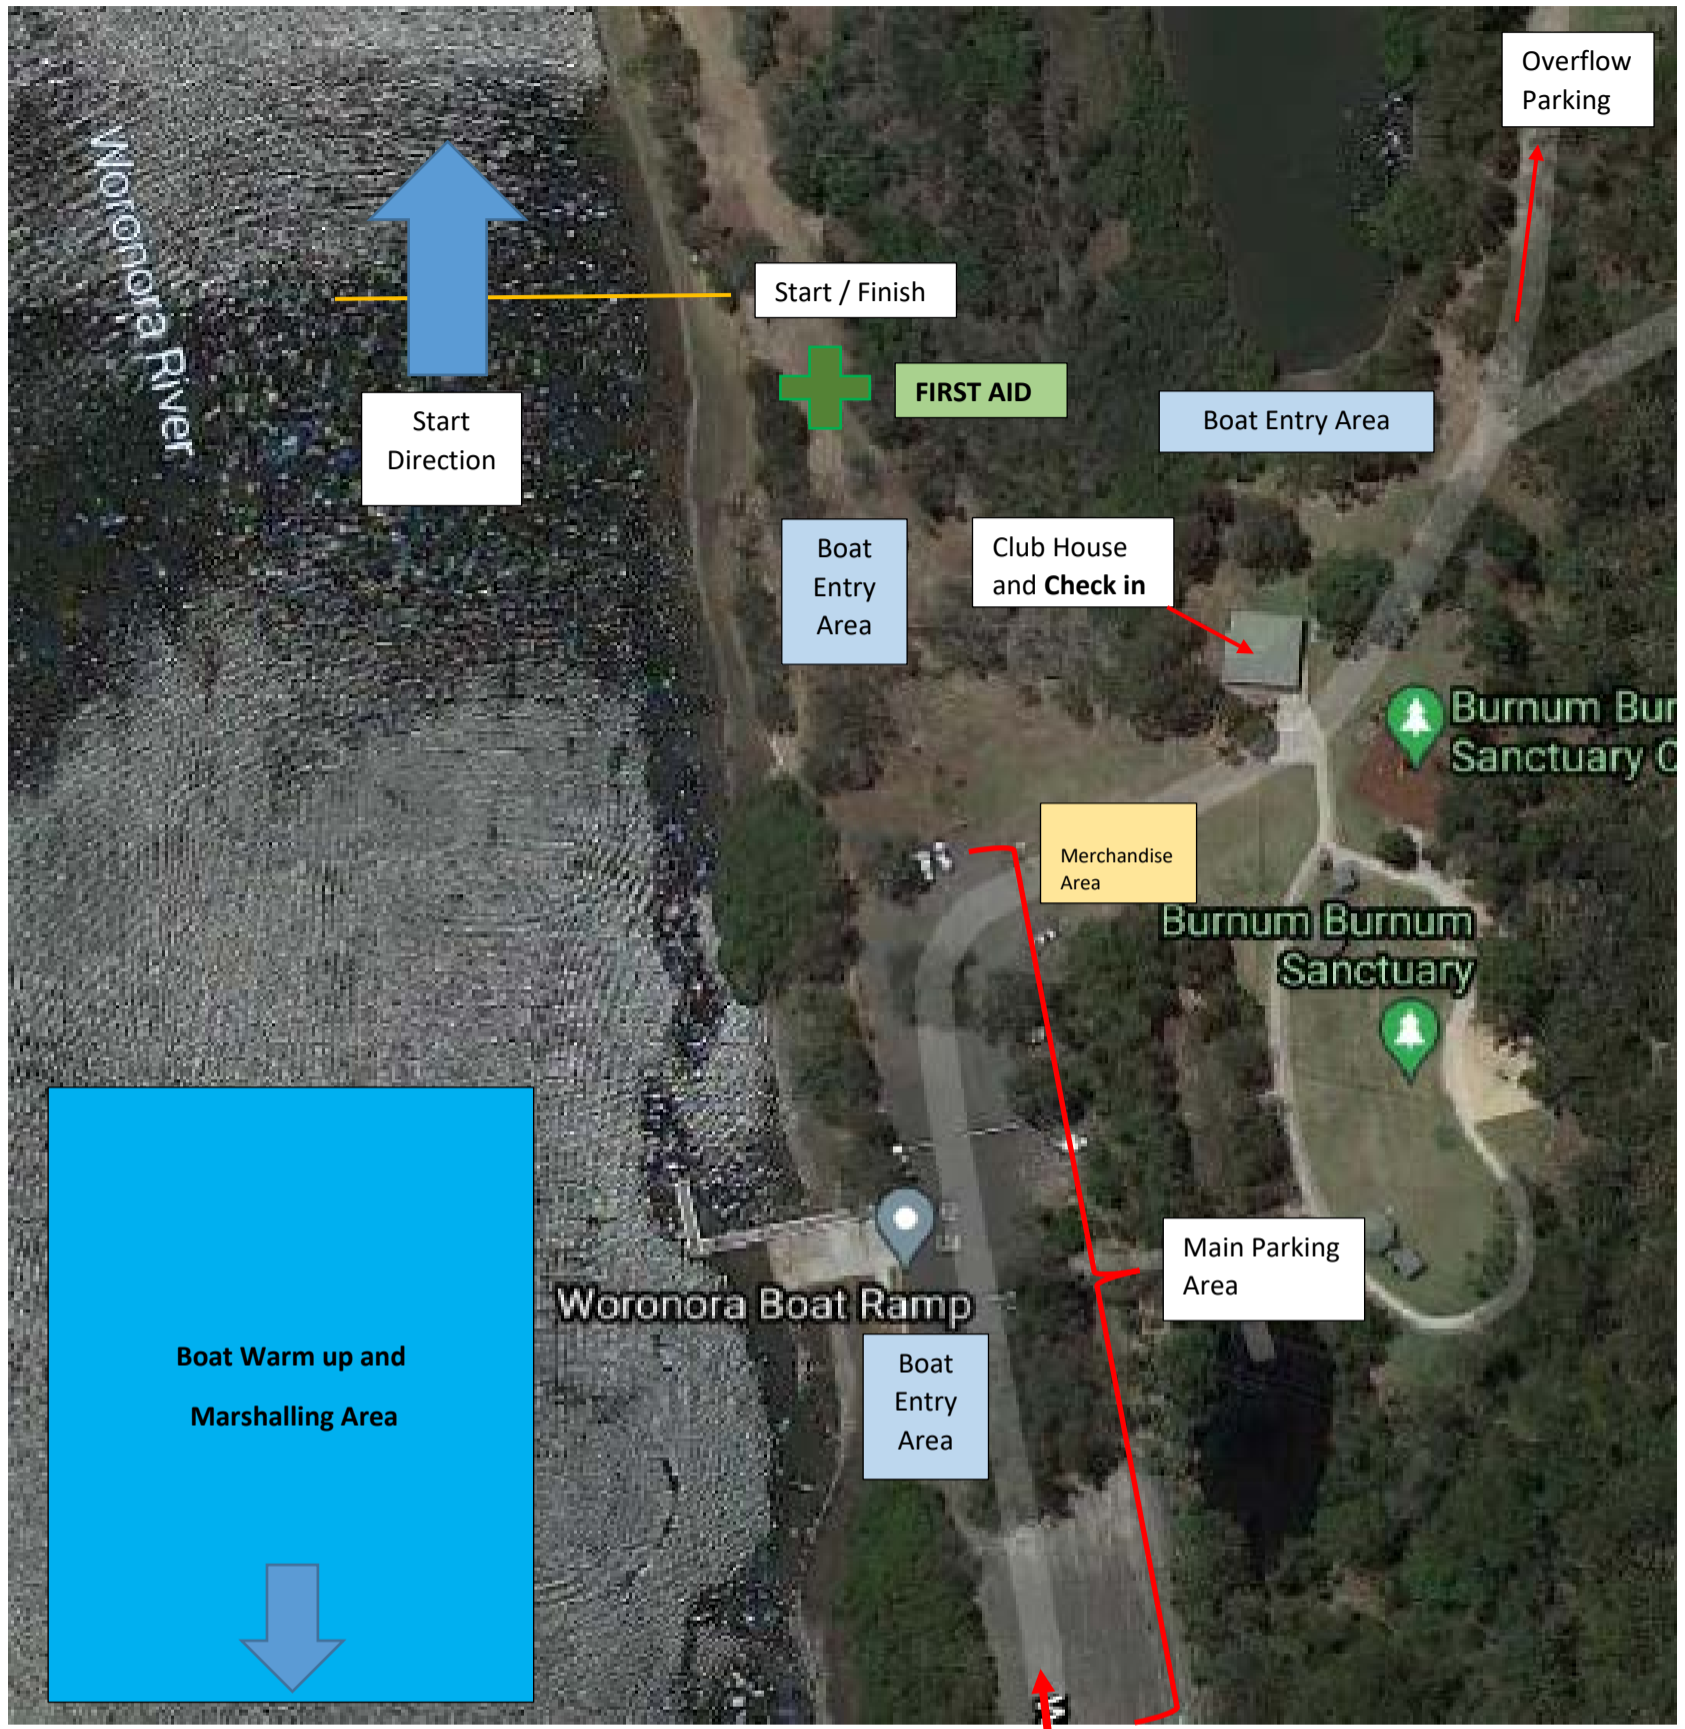 Overflow
Parking
Woronora River
Start / Finish
FIRST AID
Start
Direction
Boat Entry Area
Boat
Entry
Area
Club House
and Check in
Burnum Bur
Sanctuary C
Merchandise
Area
Burnum Burnum
Sanctuary
Main Parking
Area
Woronora Boat Ramp
Boat
Entry
Area
Boat Warm up and
Marshalling Area